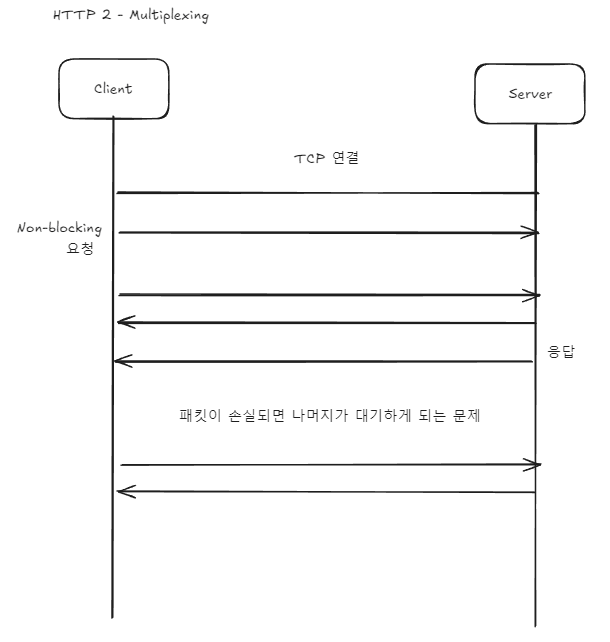 HTTP 2 - Multiplexing
Client
Server
TCP 연결
Non-blocking
요청
응답
패킷이 손실되면 나머지가 대기하게 되는 문제